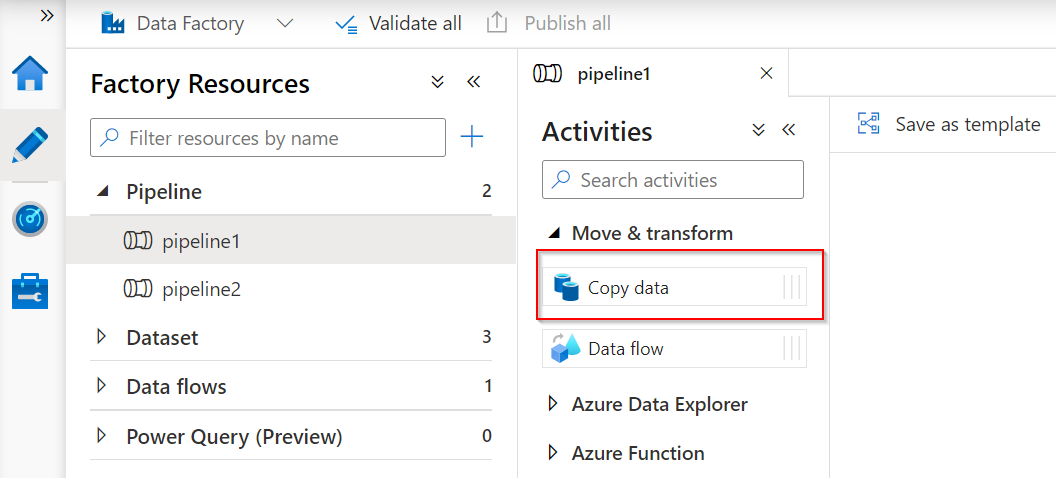 Data Factory
Validate all
Publish all
Factory Resources
Filter resources by name
Pipeline 2
pipeline1
pipeline2
Dataset 3
Data flows 1
Power Query (Preview) 0
pipeline1
Activities
Search activities
Move & transform
Copy data
Data flow
Azure Data Explorer
Azure Function
Save as template